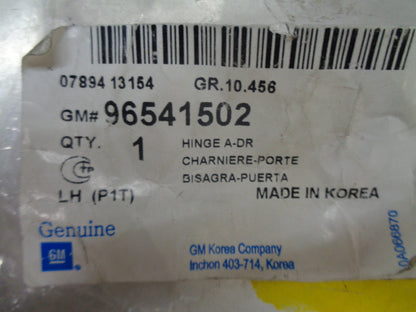 07894 13154 GR.10.456
GM# 96541502
QTY. 1 HINGE A-DR
CHARNIERE-PORTE
BISAGRA-PUERTA
LH (P1T) MADE IN KOREA
Genuine
GM
GM Korea Company
Inchon 403-714, Korea
0A066870